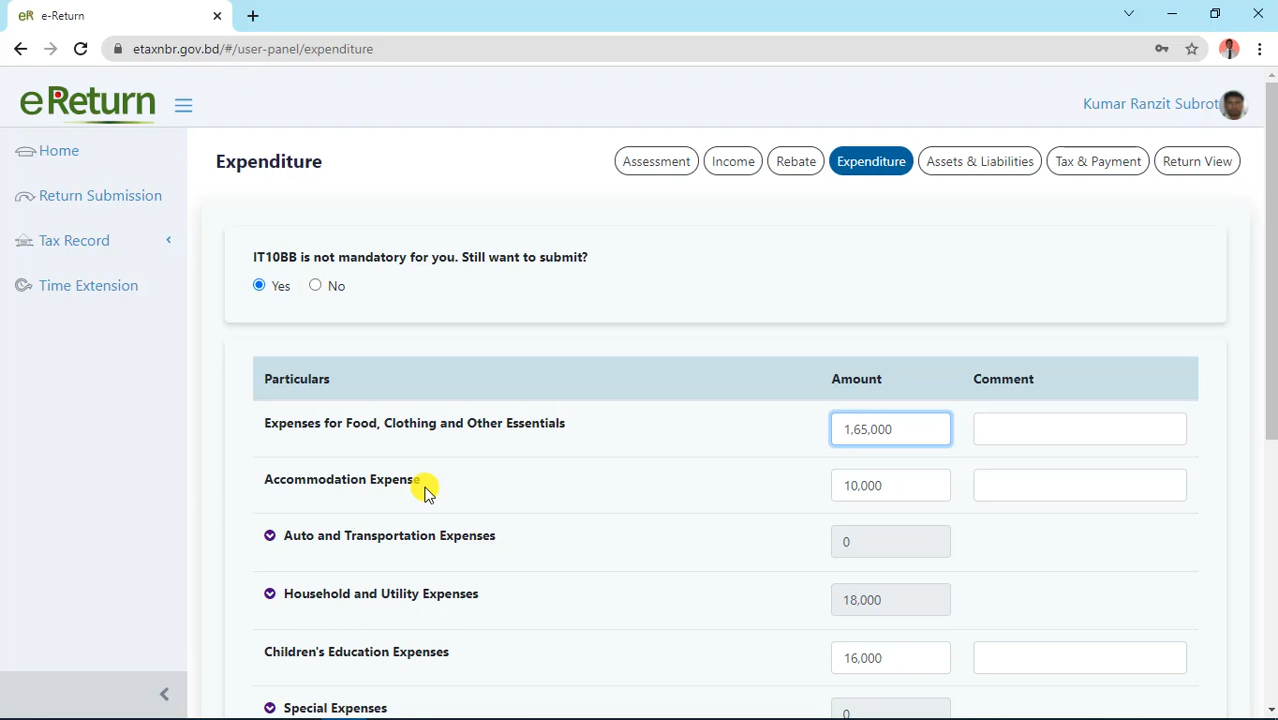 eR e-Return
etaxnbr.gov.bd/#/user-panel/expenditure
eReturn
Kumar Ranzit Subrot
Home
Return Submission
Tax Record
Time Extension
Expenditure
Assessment
Income
Rebate
Expenditure
Assets & Liabilities
Tax & Payment
Return View
IT10BB is not mandatory for you. Still want to submit?
Yes No
Particulars Amount Comment
Expenses for Food, Clothing and Other Essentials 1,65,000
Accommodation Expense 10,000
Auto and Transportation Expenses 0
Household and Utility Expenses 18,000
Children's Education Expenses 16,000
Special Expenses 0